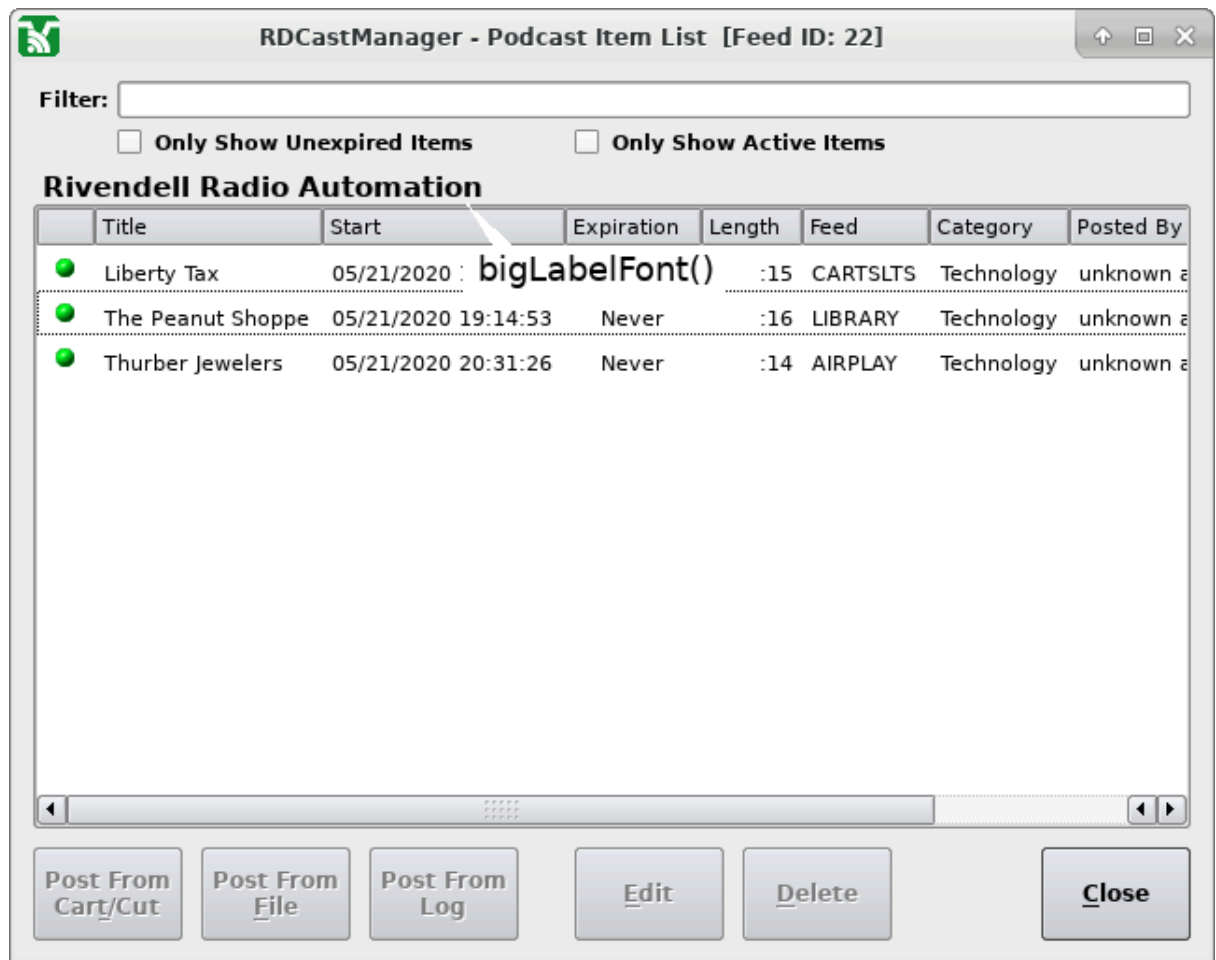 RDCastManager - Podcast Item List [Feed ID: 22]
Filter:
Only Show Unexpired Items Only Show Active Items
Rivendell Radio Automation
Title Start Expiration Length Feed Category Posted By
bigLabelFont()
Liberty Tax 05/21/2020 :15 CARTSLTS Technology unknown a
The Peanut Shoppe 05/21/2020 19:14:53 Never :16 LIBRARY Technology unknown a
Thurber Jewelers 05/21/2020 20:31:26 Never :14 AIRPLAY Technology unknown a
Post From Post From Post From
Cart/Cut File Log Edit Delete Close